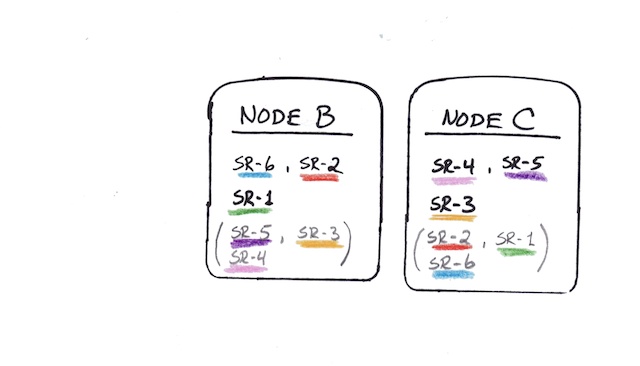 NODE B
SR-6, SR-2
SR-1
(SR-5, SR-3
SR-4)
NODE C
SR-4, SR-5
SR-3
(SR-2, SR-1
SR-6)